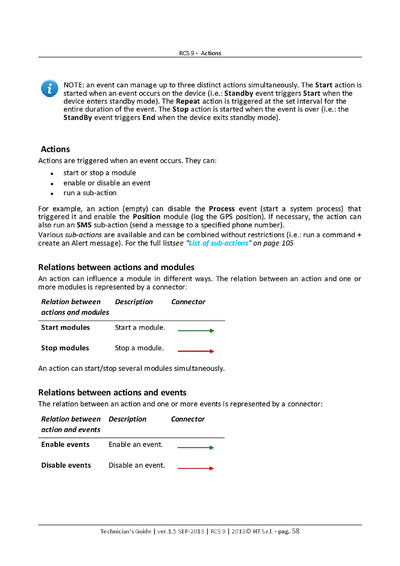 RCS 9 - Actions
NOTE: an event can manage up to three distinct actions simultaneously. The Start action is
started when an event occurs on the device (i.e.: Standby event triggers Start when the
device enters standby mode). The Repeat action is triggered at the set interval for the
entire duration of the event. The Stop action is started when the event is over (i.e.: the
StandBy event triggers End when the device exits standby mode).
Actions
Actions are triggered when an event occurs. They can:
• start or stop a module
• enable or disable an event
• run a sub-action
For example, an action (empty) can disable the Process event (start a system process) that
triggered it and enable the Position module (log the GPS position). If necessary, the action can
also run an SMS sub-action (send a message to a specified phone number).
Various sub-actions are available and can be combined without restrictions (i.e.: run a command +
create an Alert message). For the full listsee "List of sub-actions" on page 105
Relations between actions and modules
An action can influence a module in different ways. The relation between an action and one or
more modules is represented by a connector:
Relation between Description Connector
actions and modules
Start modules Start a module.
Stop modules Stop a module.
An action can start/stop several modules simultaneously.
Relations between actions and events
The relation between an action and one or more events is represented by a connector:
Relation between Description Connector
action and events
Enable events Enable an event.
Disable events Disable an event.
Technician's Guide | ver.1.5 SEP-2013 | RCS 9 | 2013© HT S.r.l. - pag. 58